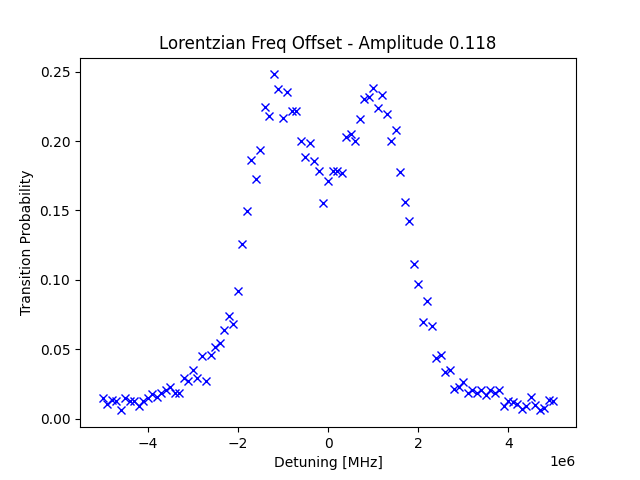 Lorentzian Freq Offset - Amplitude 0.118
Transition Probability
0.25
0.20
0.15
0.10
0.05
0.00
−4
−2
0
2
4
1e6
Detuning [MHz]